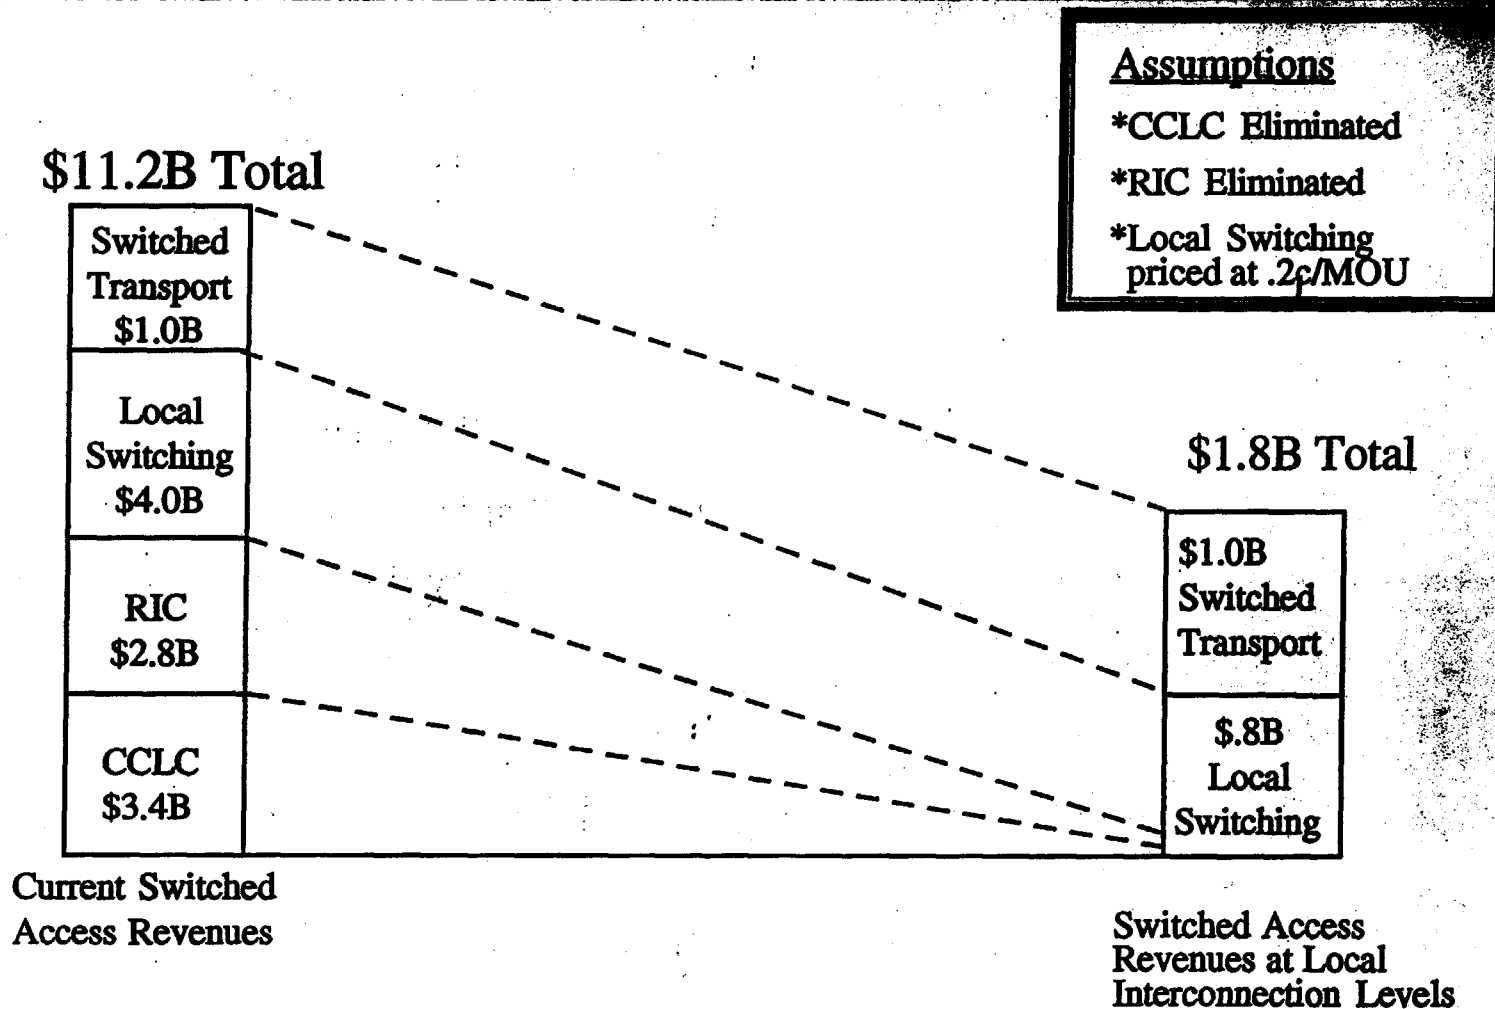 Assumptions
*CCLC Eliminated
*RIC Eliminated
*Local Switching
priced at .2¢/MOU
$11.2B Total
Switched
Transport
$1.0B
Local
Switching
$4.0B
RIC
$2.8B
CCLC
$3.4B
Current Switched
Access Revenues
$1.8B Total
$1.0B
Switched
Transport
$.8B
Local
Switching
Switched Access
Revenues at Local
Interconnection Levels